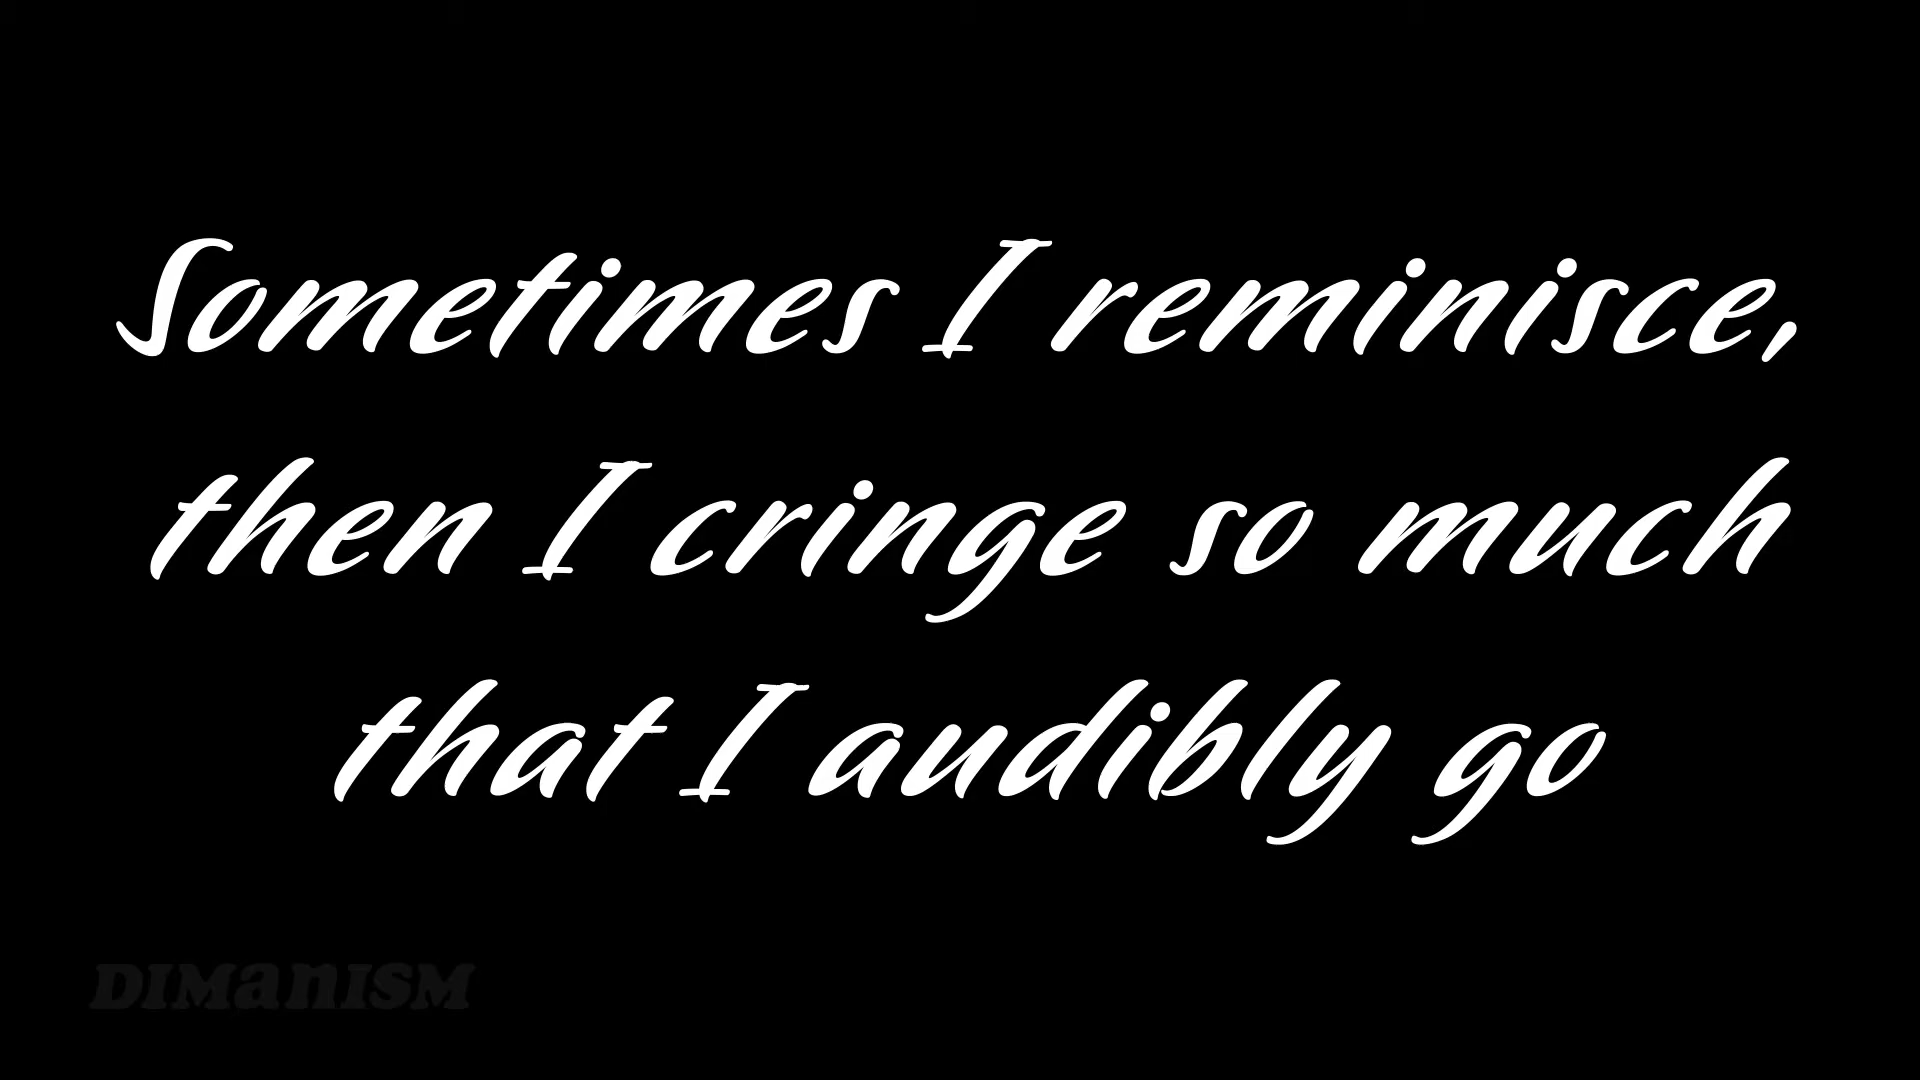 Sometimes I reminisce,
then I cringe so much
that I audibly go
DIMANISM